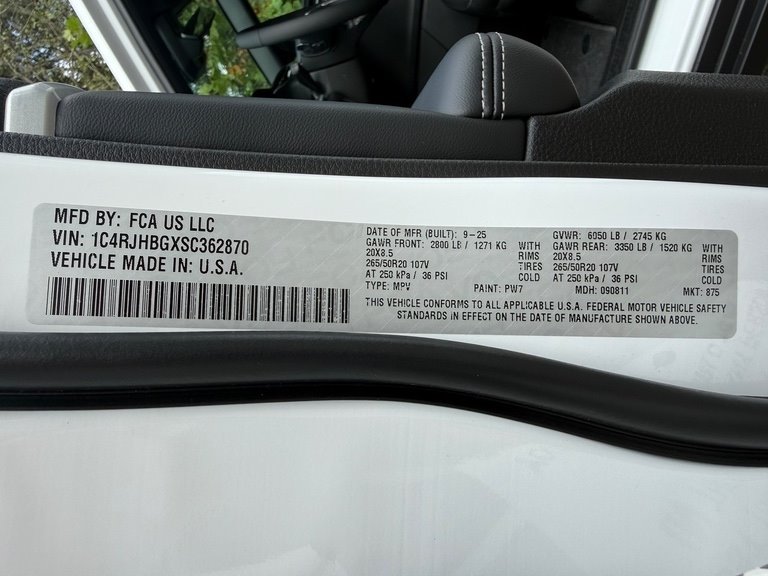 MFD BY: FCA US LLC
VIN: 1C4RJHBGXSC362870
VEHICLE MADE IN: U.S.A.
DATE OF MFR (BUILT): 9-25
GAWR FRONT: 2800 LB / 1271 KG WITH
20X8.5 RIMS
265/50R20 107V TIRES
AT 250 kPa / 36 PSI COLD
TYPE: MPV PAINT: PW7
GVWR: 6050 LB / 2745 KG
GAWR REAR: 3350 LB / 1520 KG WITH
20X8.5 RIMS
265/50R20 107V TIRES
AT 250 kPa / 36 PSI COLD
MDH: 090811 MKT: 875
THIS VEHICLE CONFORMS TO ALL APPLICABLE U.S.A. FEDERAL MOTOR VEHICLE SAFETY
STANDARDS IN EFFECT ON THE DATE OF MANUFACTURE SHOWN ABOVE.